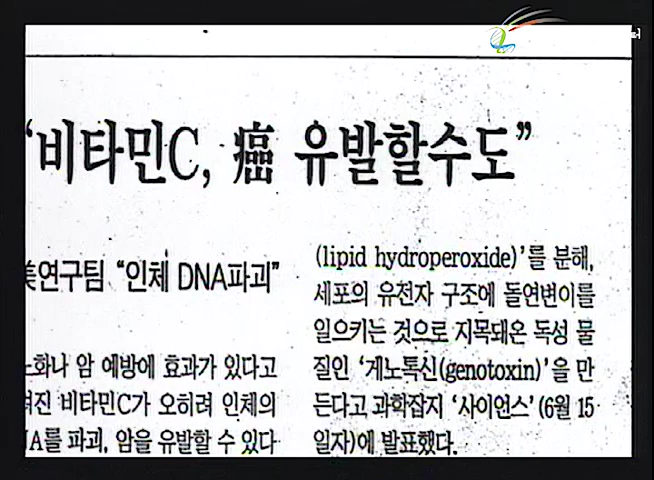 “비타민C, 癌 유발할수도”
美연구팀 “인체 DNA파괴”
노화나 암 예방에 효과가 있다고
려진 비타민C가 오히려 인체의
NA를 파괴, 암을 유발할 수 있다
(lipid hydroperoxide)’를 분해,
세포의 유전자 구조에 돌연변이를
일으키는 것으로 지목돼온 독성 물
질인 ‘게노톡신(genotoxin)’을 만
든다고 과학잡지 ‘사이언스’(6월 15
일자)에 발표했다.